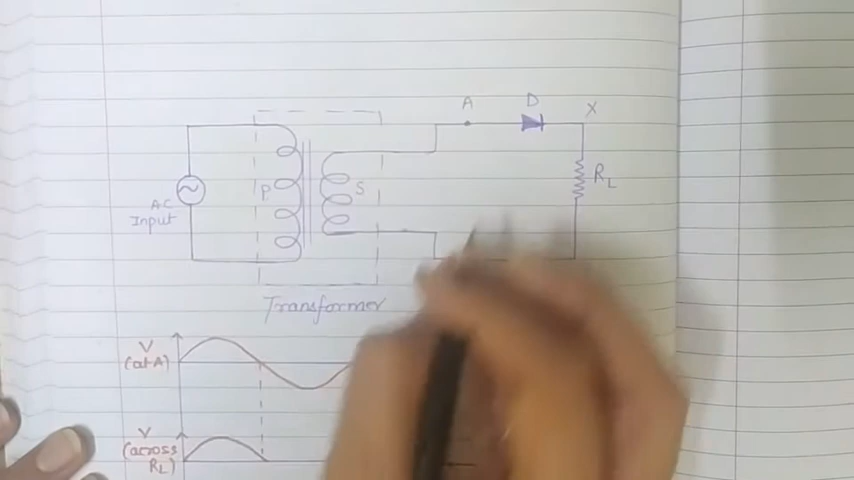 A D X
AC P S RL
Input
Transformer
V
(at A)
V
(across
RL)